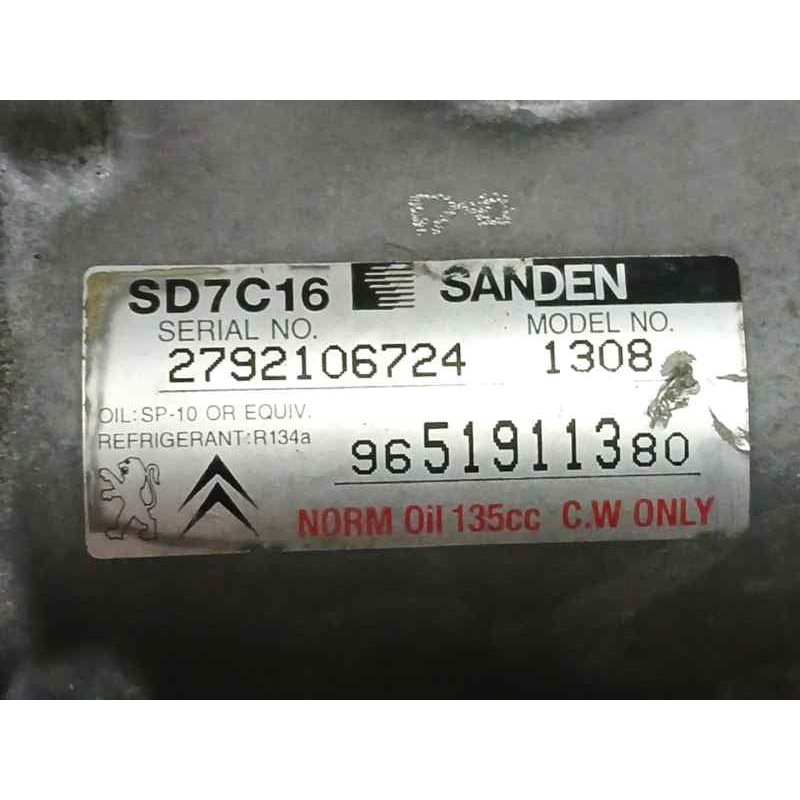 SD7C16 SANDEN
SERIAL NO. MODEL NO.
2792106724 1308
OIL:SP-10 OR EQUIV.
REFRIGERANT:R134a
9651911380
NORM Oil 135cc C.W ONLY